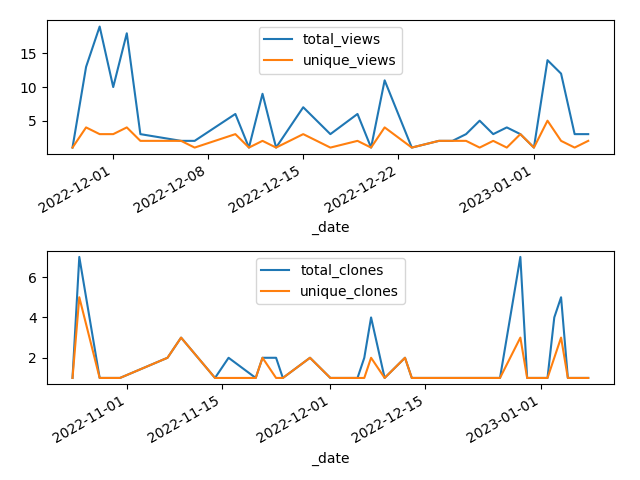 total_views
unique_views
15
10
5
2022-12-01
2022-12-08
2022-12-15
2022-12-22
2023-01-01
_date
total_clones
unique_clones
6
4
2
2022-11-01
2022-11-15
2022-12-01
2022-12-15
2023-01-01
_date